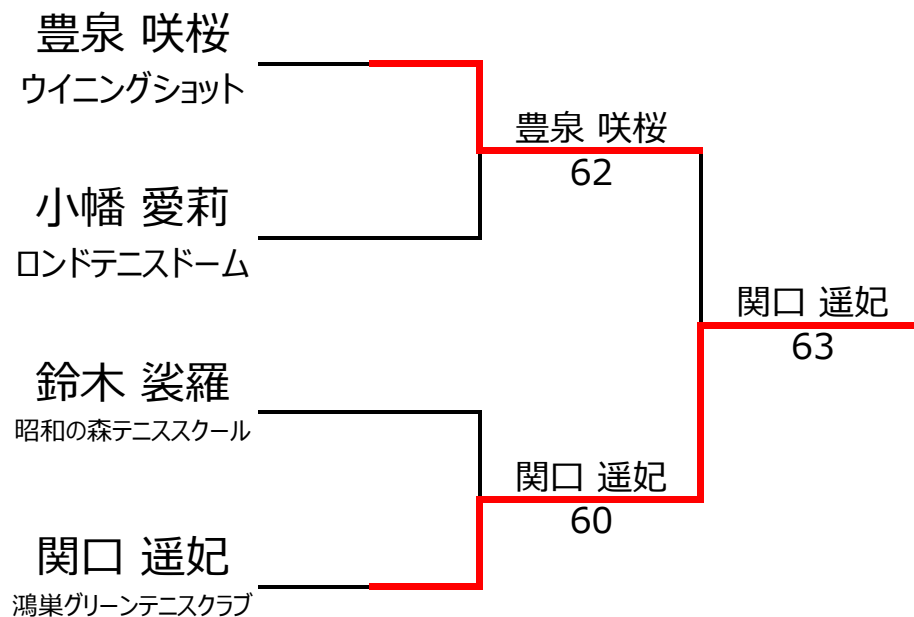 豊泉 咲桜
ウイニングショット
豊泉 咲桜
62
小幡 愛莉
ロンドテニスドーム
関口 遥妃
63
鈴木 裟羅
昭和の森テニススクール
関口 遥妃
60
関口 遥妃
鴻巣グリーンテニスクラブ